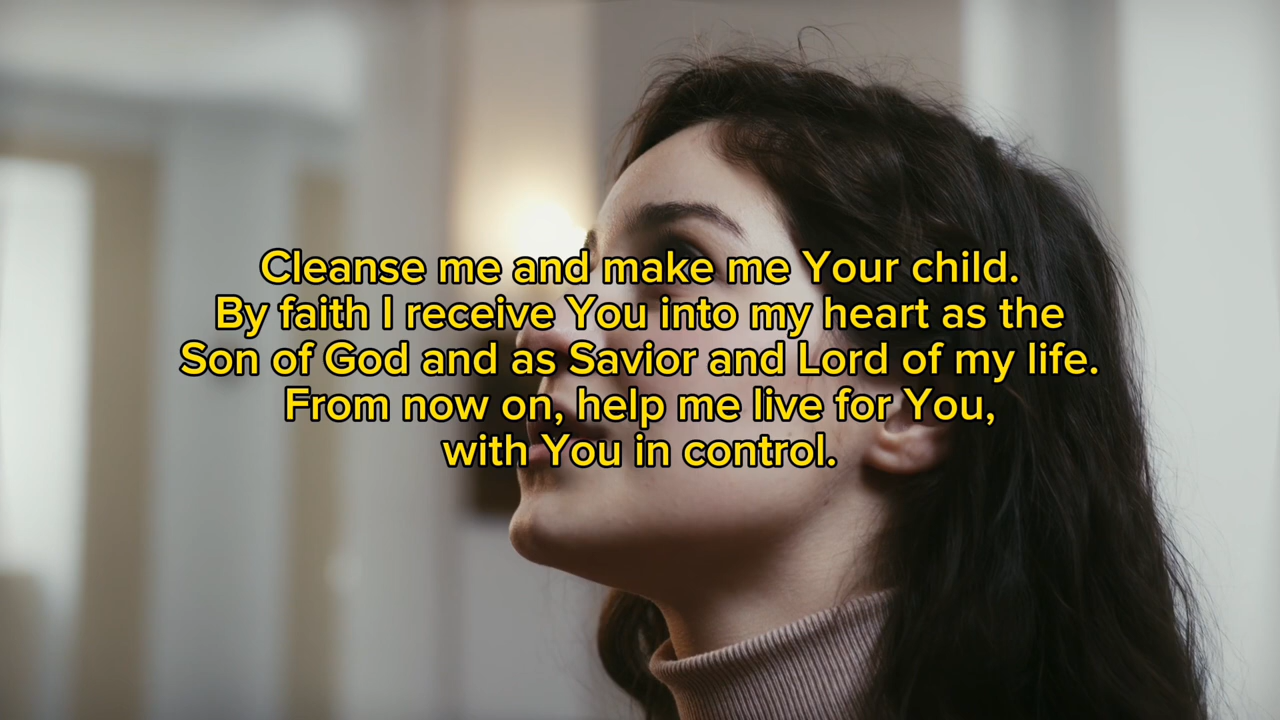 Cleanse me and make me Your child.
By faith I receive You into my heart as the
Son of God and as Savior and Lord of my life.
From now on, help me live for You,
with You in control.